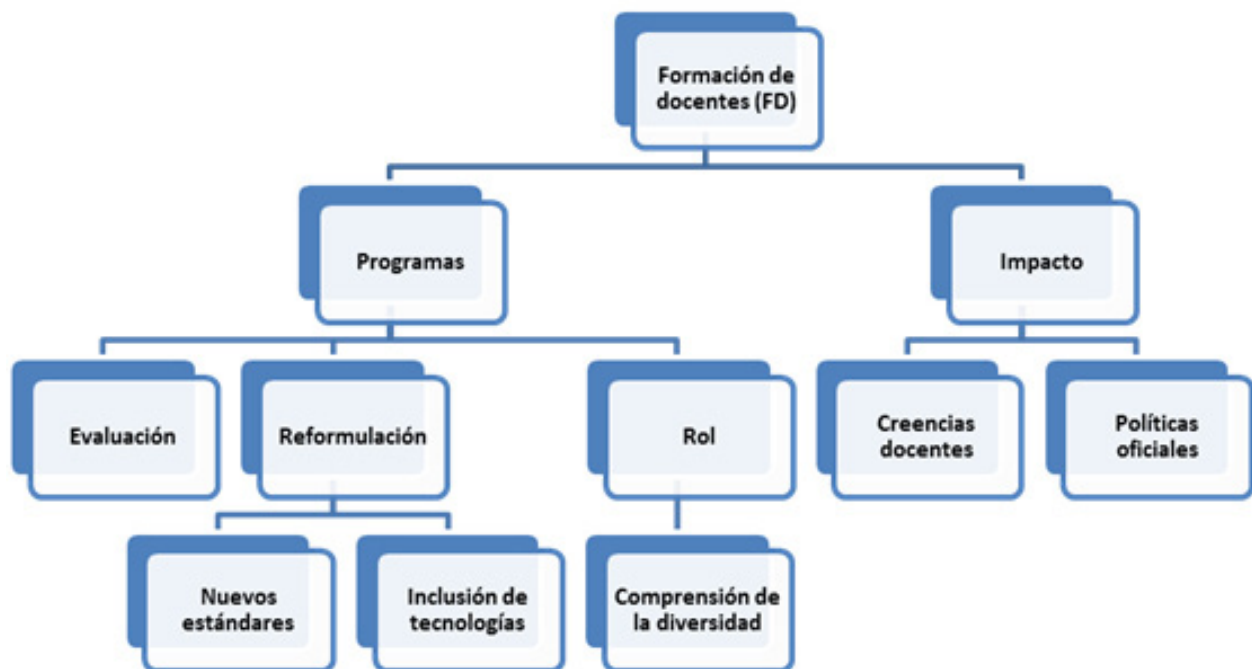 Formación de
docentes (FD)
Programas
Impacto
Evaluación
Reformulación
Rol
Creencias
docentes
Políticas
oficiales
Nuevos
estándares
Inclusión de
tecnologías
Comprensión de
la diversidad